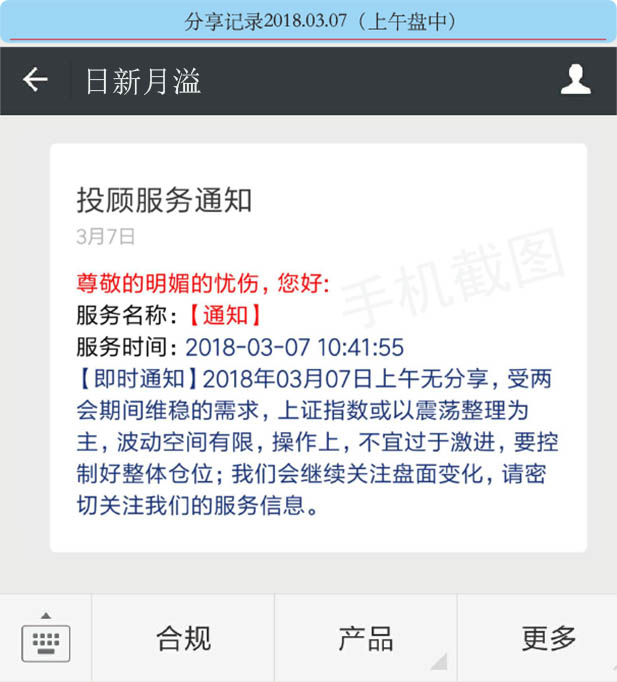 分享记录2018.03.07（上午盘中）
日新月溢
投顾服务通知
3月7日
手机截图
尊敬的明媚的忧伤，您好:
服务名称：【通知】
服务时间：2018-03-07 10:41:55
【即时通知】2018年03月07日上午无分享，受两
会期间维稳的需求，上证指数或以震荡整理为
主，波动空间有限，操作上，不宜过于激进，要控
制好整体仓位；我们会继续关注盘面变化，请密
切关注我们的服务信息。
合规
产品
更多